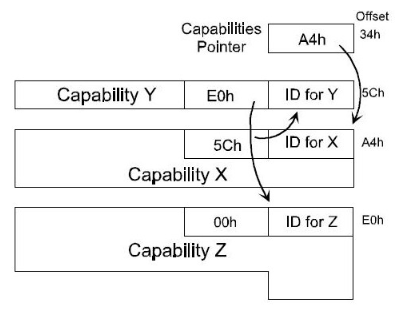 Offset
Capabilities
Pointer
A4h
34h
Capability Y
E0h
ID for Y
5Ch
5Ch
ID for X
A4h
Capability X
00h
ID for Z
E0h
Capability Z